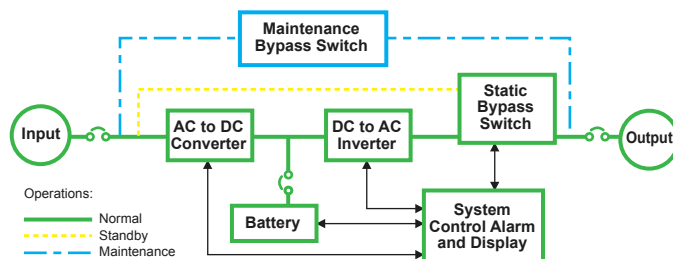 Maintenance
Bypass Switch
Input
AC to DC
Converter
DC to AC
Inverter
Static
Bypass
Switch
Output
Operations:
Normal
Standby
Maintenance
Battery
System
Control Alarm
and Display